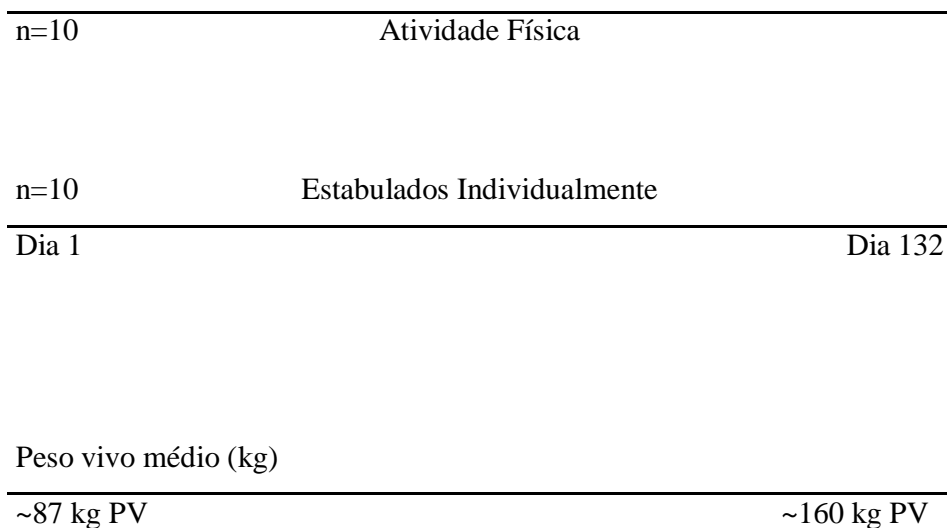 n=10 Atividade Física
n=10 Estabulados Individualmente
Dia 1 Dia 132
Peso vivo médio (kg)
~87 kg PV ~160 kg PV